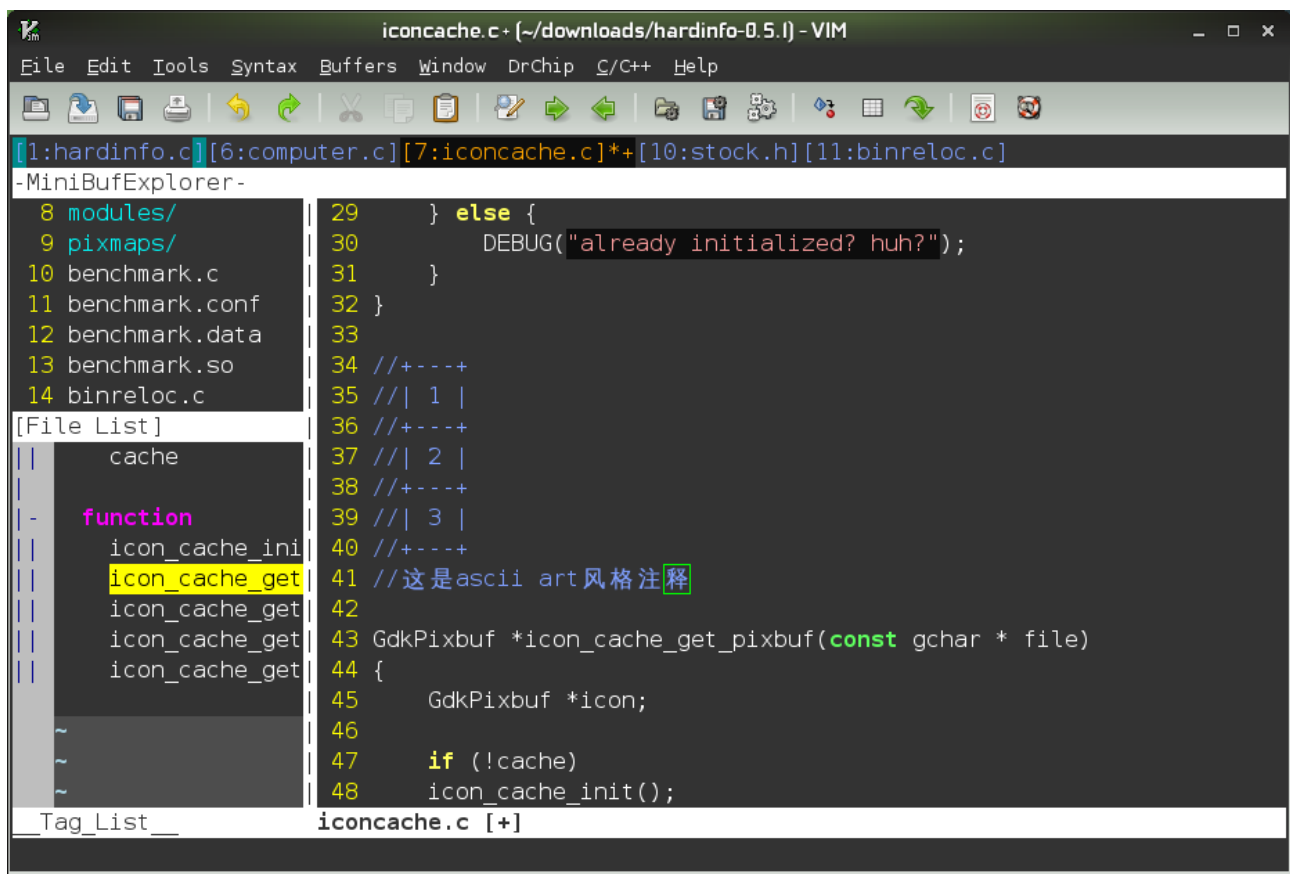 iconcache.c + (~/downloads/hardinfo-0.5.1) - VIM
File Edit Tools Syntax Buffers Window DrChip C/C++ Help
[1:hardinfo.c][6:computer.c][7:iconcache.c]*+[10:stock.h][11:binreloc.c]
-MiniBufExplorer-
8 modules/
9 pixmaps/
10 benchmark.c
11 benchmark.conf
12 benchmark.data
13 benchmark.so
14 binreloc.c
[File List]
|| cache
|
|- function
|| icon_cache_ini
|| icon_cache_get
|| icon_cache_get
|| icon_cache_get
|| icon_cache_get
~
~
~
__Tag_List__
29     } else {
30         DEBUG("already initialized? huh?");
31     }
32 }
33
34 //+---+
35 //| 1 |
36 //+---+
37 //| 2 |
38 //+---+
39 //| 3 |
40 //+---+
41 //这是ascii art风格注释
42
43 GdkPixbuf *icon_cache_get_pixbuf(const gchar * file)
44 {
45     GdkPixbuf *icon;
46
47     if (!cache)
48     icon_cache_init();
iconcache.c [+]